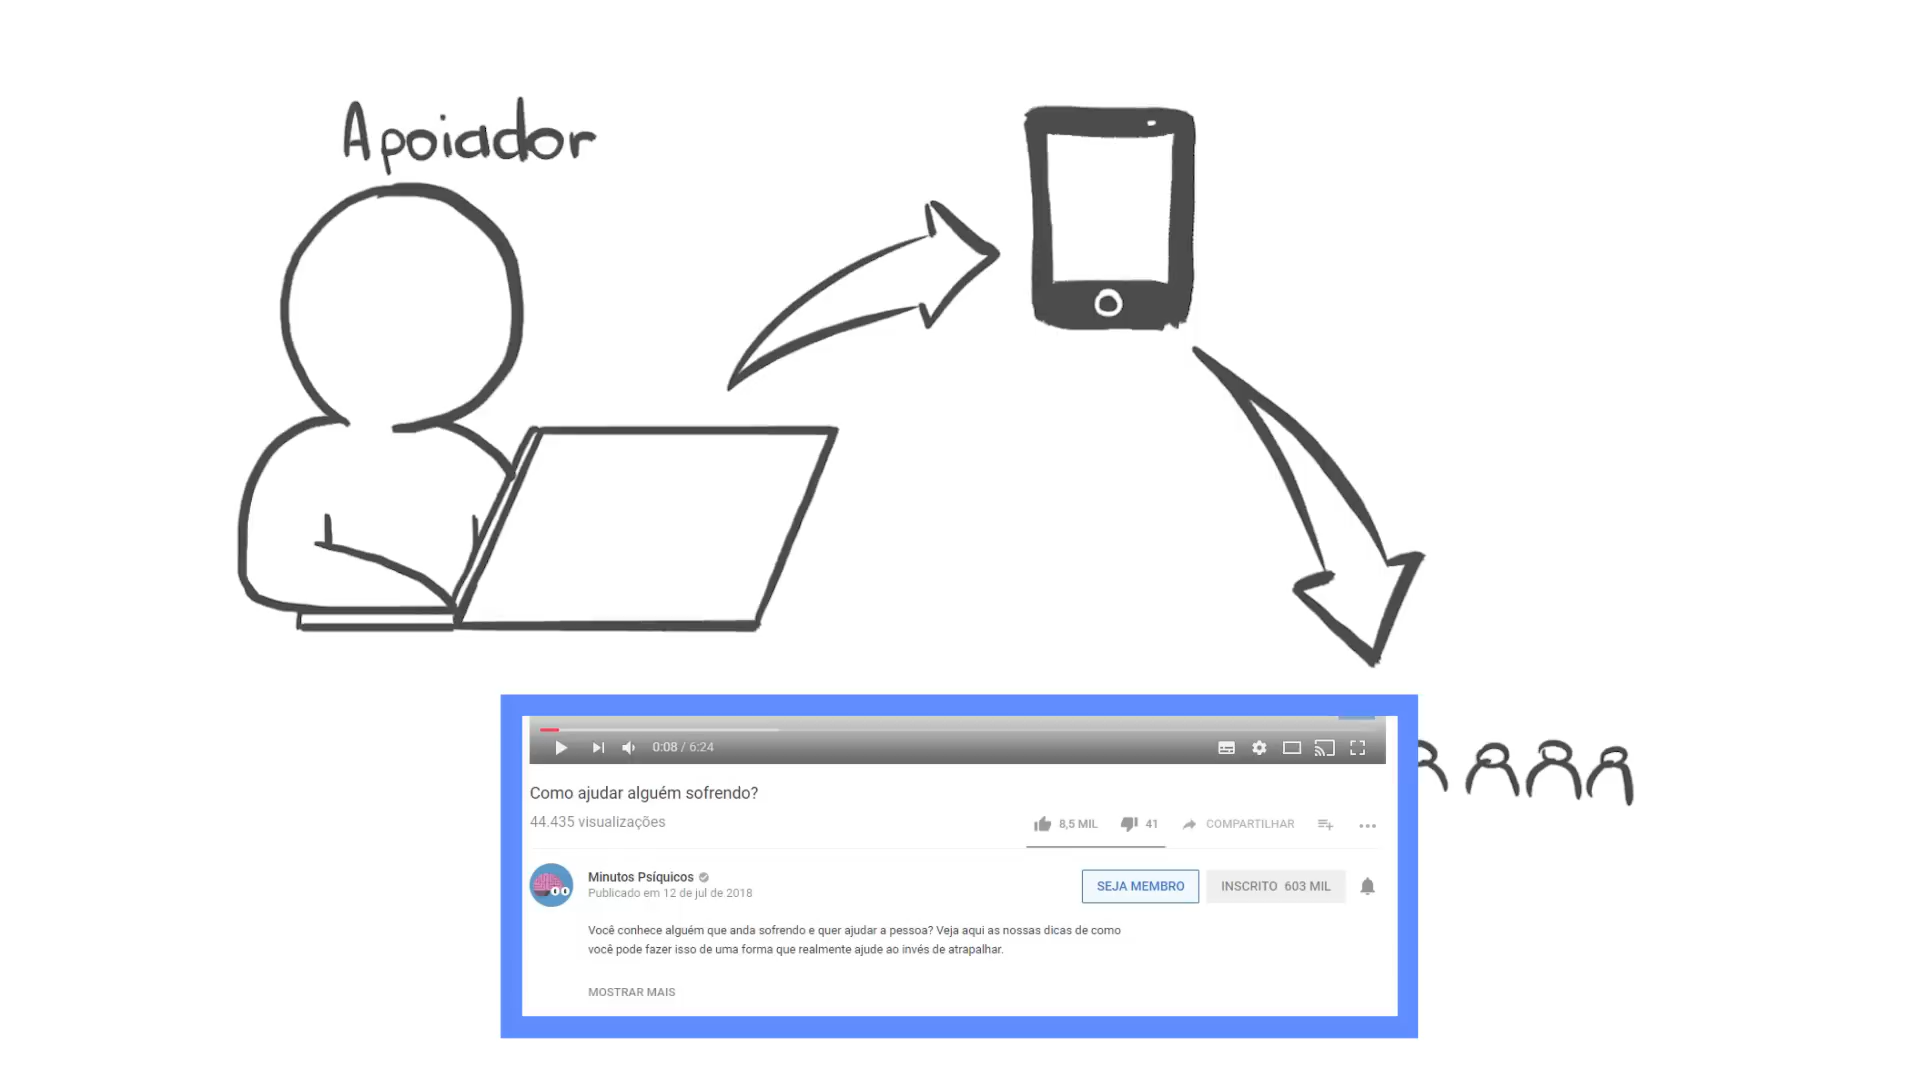 Apoiador
0:08 / 6:24
Como ajudar alguém sofrendo?
44.435 visualizações
8,5 MIL 41 COMPARTILHAR
Minutos Psíquicos
Publicado em 12 de jul de 2018
SEJA MEMBRO INSCRITO 603 MIL
Você conhece alguém que anda sofrendo e quer ajudar a pessoa? Veja aqui as nossas dicas de como
você pode fazer isso de uma forma que realmente ajude ao invés de atrapalhar.
MOSTRAR MAIS